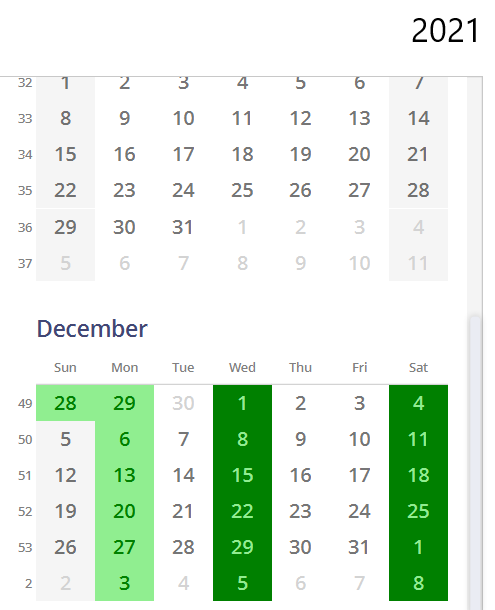 2021
32 1 2 3 4 5 6 7
33 8 9 10 11 12 13 14
34 15 16 17 18 19 20 21
35 22 23 24 25 26 27 28
36 29 30 31 1 2 3 4
37 5 6 7 8 9 10 11
December
Sun Mon Tue Wed Thu Fri Sat
49 28 29 30 1 2 3 4
50 5 6 7 8 9 10 11
51 12 13 14 15 16 17 18
52 19 20 21 22 23 24 25
53 26 27 28 29 30 31 1
2 2 3 4 5 6 7 8